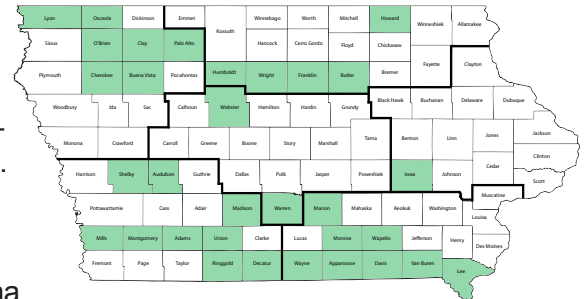 Lyon Osceola Dickinson Emmet Winnebago Worth Mitchell Howard Winneshiek Allamakee
Kossuth
Sioux O'Brien Clay Palo Alto Hancock Cerro Gordo Floyd Chickasaw
Fayette Clayton
Plymouth Cherokee Buena Vista Pocahontas Humboldt Wright Franklin Butler Bremer
Woodbury Ida Sac Calhoun Webster Hamilton Hardin Grundy Black Hawk Buchanan Delaware Dubuque
Monona Crawford Carroll Greene Boone Story Marshall Tama Benton Linn Jones Jackson
Clinton
Cedar
Harrison Shelby Audubon Guthrie Dallas Polk Jasper Poweshiek Iowa Johnson Scott
Muscatine
Pottawattamie Cass Adair Madison Warren Marion Mahaska Keokuk Washington Louisa
Mills Montgomery Adams Union Clarke Lucas Monroe Wapello Jefferson Henry Des Moines
Fremont Page Taylor Ringgold Decatur Wayne Appanoose Davis Van Buren Lee
na